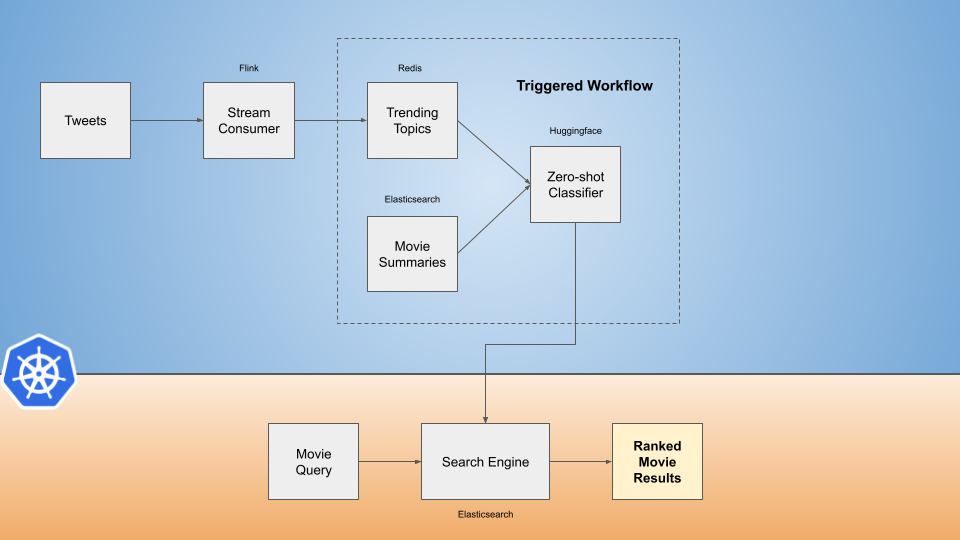 Flink
Redis
Triggered Workflow
Tweets
Stream
Consumer
Trending
Topics
Huggingface
Zero-shot
Classifier
Elasticsearch
Movie
Summaries
Movie
Query
Search Engine
Ranked
Movie
Results
Elasticsearch